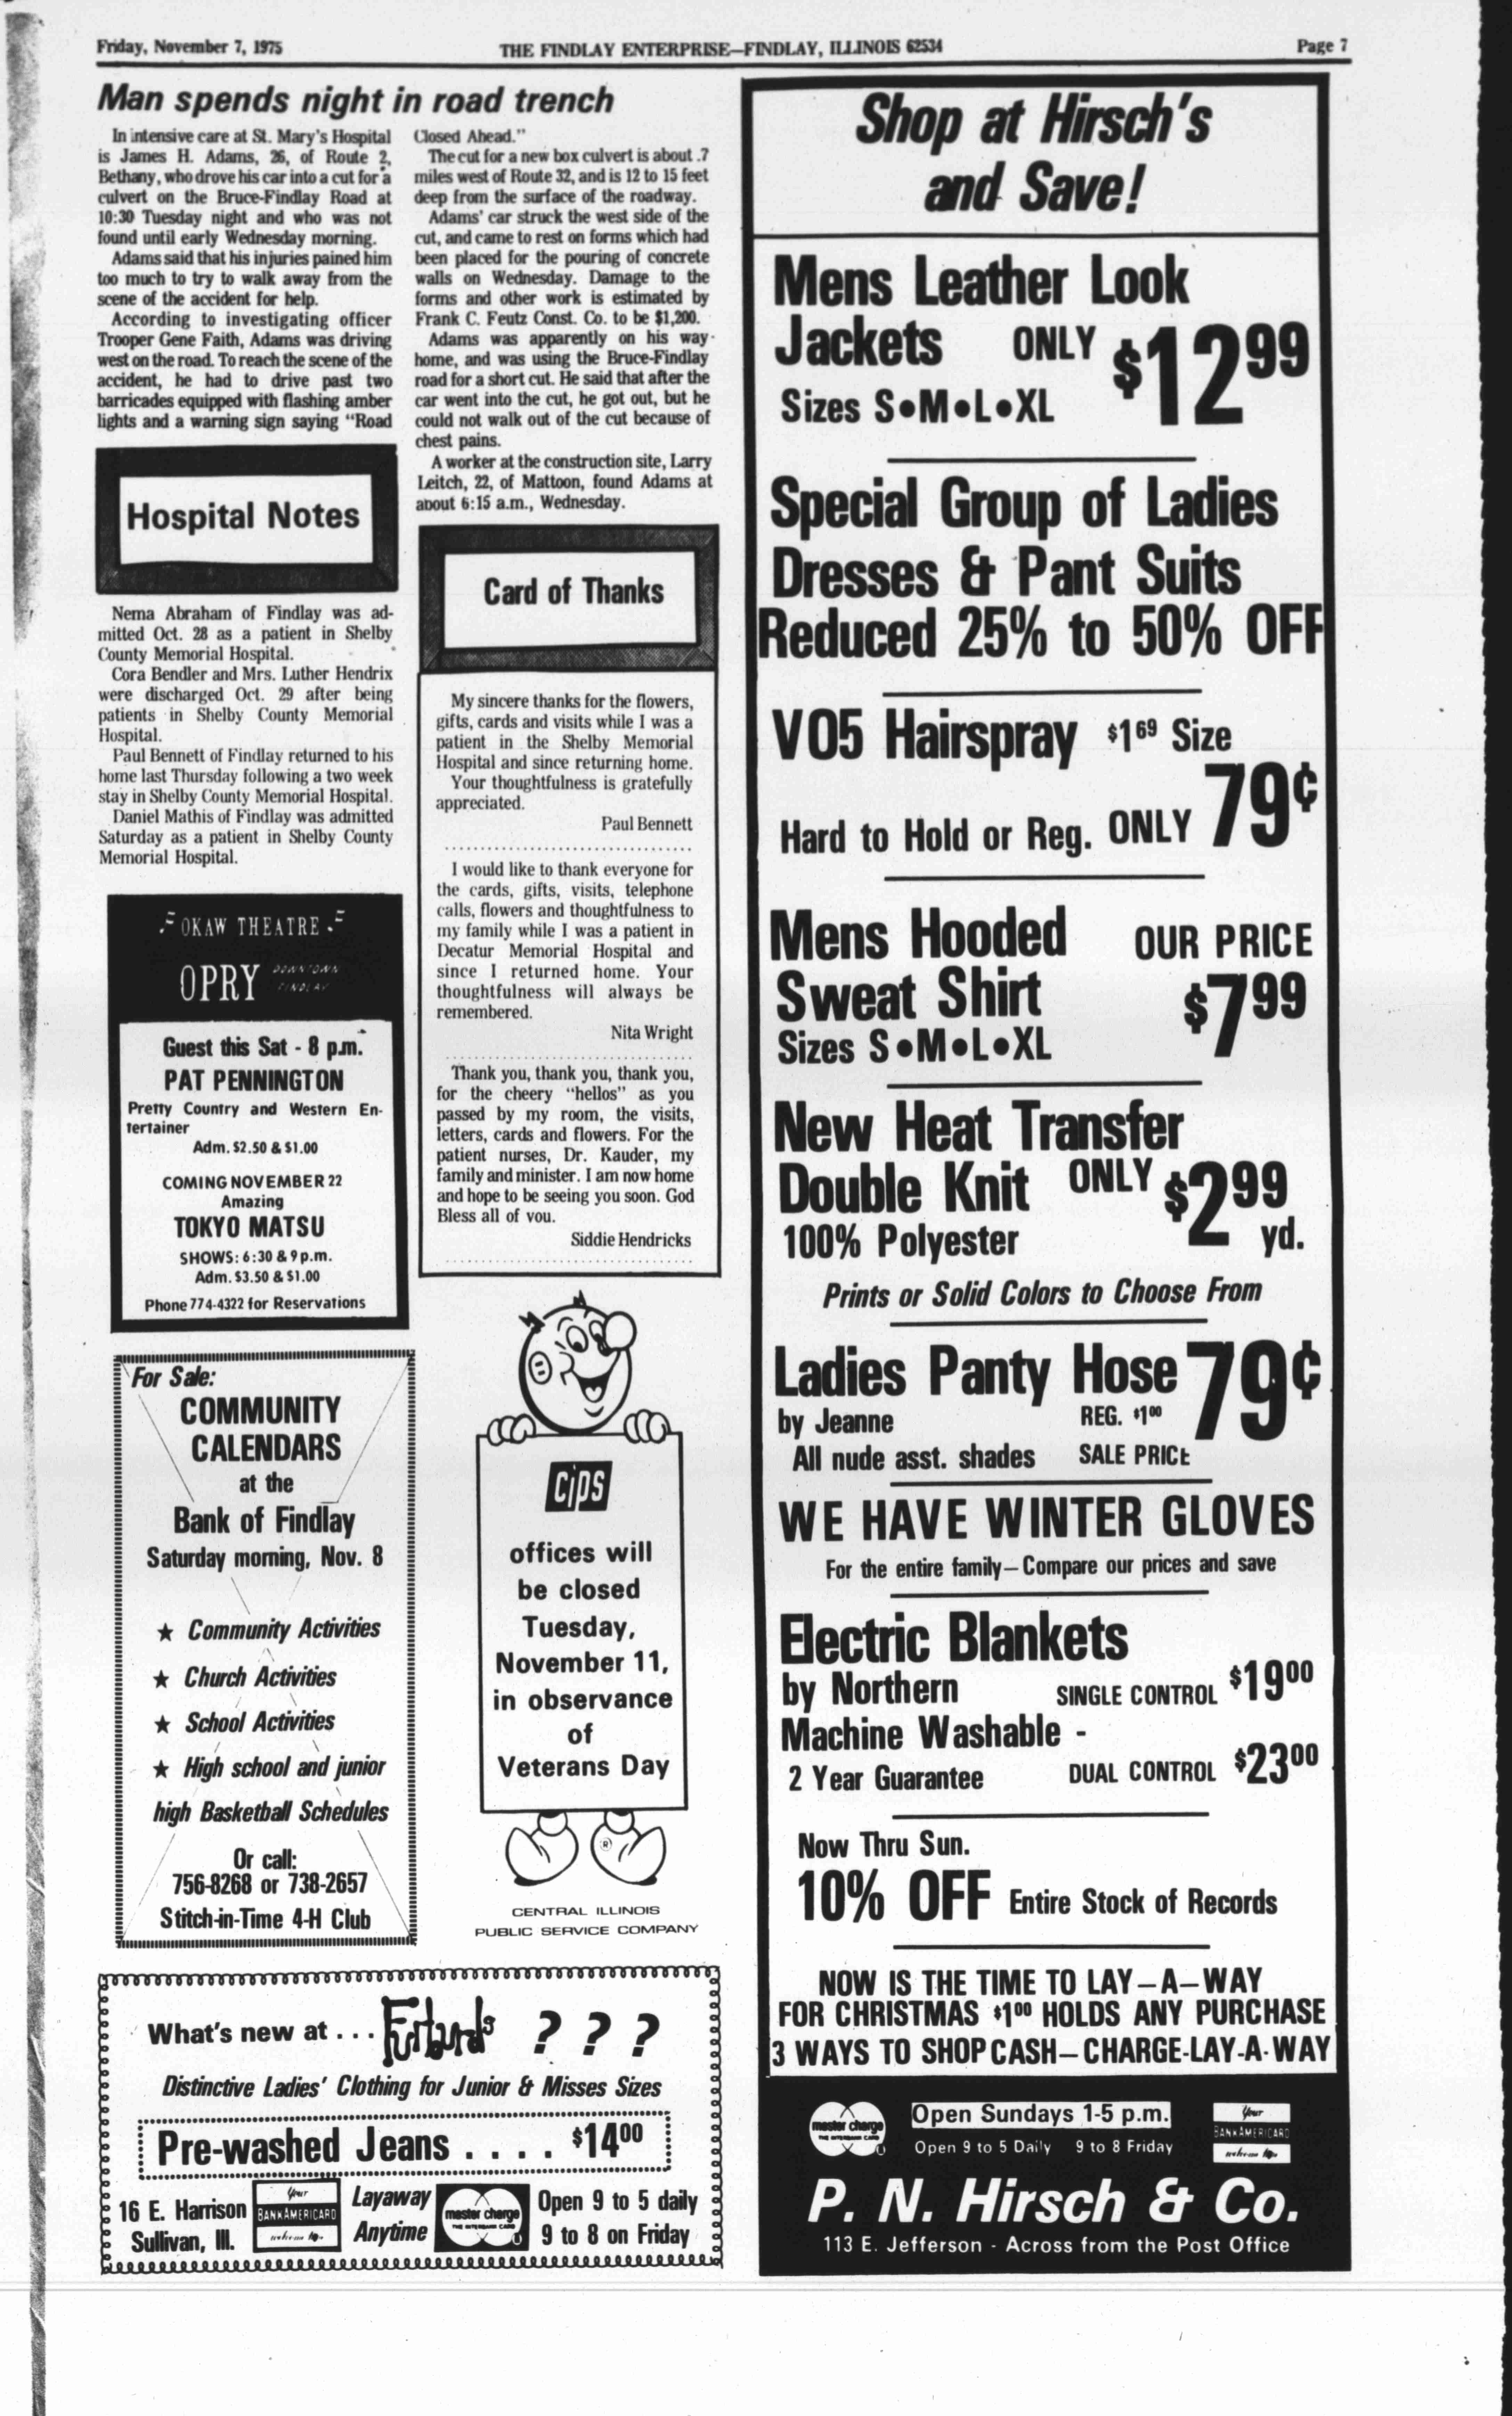 Friday, November 7, 1975
THE FINDLAY ENTERPRISE—FINDLAY, ILLINOIS 62534
Page 7
Man spends night in road trench
In intensive care at St. Mary's Hospital
is James H. Adams, 26, of Route 2,
Bethany, who drove his car into a cut for a
culvert on the Bruce-Findlay Road at
10:30 Tuesday night and who was not
found until early Wednesday morning.
Adams said that his injuries pained him
too much to try to walk away from the
scene of the accident for help.
According to investigating officer
Trooper Gene Faith, Adams was driving
west on the road. To reach the scene of the
accident, he had to drive past two
barricades equipped with flashing amber
lights and a warning sign saying "Road
Closed Ahead."
The cut for a new box culvert is about .7
miles west of Route 32, and is 12 to 15 feet
deep from the surface of the roadway.
Adams' car struck the west side of the
cut, and came to rest on forms which had
been placed for the pouring of concrete
walls on Wednesday. Damage to the
forms and other work is estimated by
Frank C. Feutz Const. Co. to be $1,200.
Adams was apparently on his way
home, and was using the Bruce-Findlay
road for a short cut. He said that after the
car went into the cut, he got out, but he
could not walk out of the cut because of
chest pains.
A worker at the construction site, Larry
Leitch, 22, of Mattoon, found Adams at
about 6:15 a.m., Wednesday.
Hospital Notes
Nema Abraham of Findlay was ad-
mitted Oct. 28 as a patient in Shelby
County Memorial Hospital.
Cora Bendler and Mrs. Luther Hendrix
were discharged Oct. 29 after being
patients in Shelby County Memorial
Hospital.
Paul Bennett of Findlay returned to his
home last Thursday following a two week
stay in Shelby County Memorial Hospital.
Daniel Mathis of Findlay was admitted
Saturday as a patient in Shelby County
Memorial Hospital.
Card of Thanks
My sincere thanks for the flowers,
gifts, cards and visits while I was a
patient in the Shelby Memorial
Hospital and since returning home.
Your thoughtfulness is gratefully
appreciated.
Paul Bennett
I would like to thank everyone for
the cards, gifts, visits, telephone
calls, flowers and thoughtfulness to
my family while I was a patient in
Decatur Memorial Hospital and
since I returned home. Your
thoughtfulness will always be
remembered.
Nita Wright
Thank you, thank you, thank you,
for the cheery "hellos" as you
passed by my room, the visits,
letters, cards and flowers. For the
patient nurses, Dr. Kauder, my
family and minister. I am now home
and hope to be seeing you soon. God
Bless all of you.
Siddie Hendricks
OKAW THEATRE
OPRY DOWNTOWN
FINDLAY
Guest this Sat - 8 p.m.
PAT PENNINGTON
Pretty Country and Western En-
tertainer
Adm. $2.50 & $1.00
COMING NOVEMBER 22
Amazing
TOKYO MATSU
SHOWS: 6:30 & 9 p.m.
Adm. $3.50 & $1.00
Phone 774-4322 for Reservations
For Sale:
COMMUNITY
CALENDARS
at the
Bank of Findlay
Saturday morning, Nov. 8
★ Community Activities
★ Church Activities
★ School Activities
★ High school and junior
high Basketball Schedules
Or call:
756-8268 or 738-2657
Stitch-in-Time 4-H Club
cips
offices will
be closed
Tuesday,
November 11,
in observance
of
Veterans Day
®
CENTRAL ILLINOIS
PUBLIC SERVICE COMPANY
What's new at . . . ? ? ?
Distinctive Ladies' Clothing for Junior & Misses Sizes
Pre-washed Jeans . . . . $14.00
16 E. Harrison
Sullivan, Ill.
Your
BANKAMERICARD
welcome here
Layaway
Anytime
master charge
THE INTERBANK CARD
Open 9 to 5 daily
9 to 8 on Friday
Shop at Hirsch's
and Save!
Mens Leather Look
Jackets ONLY $12 99
Sizes S•M•L•XL
Special Group of Ladies
Dresses & Pant Suits
Reduced 25% to 50% OFF
VO5 Hairspray $1 69 Size
Hard to Hold or Reg. ONLY 79¢
Mens Hooded OUR PRICE
Sweat Shirt $7 99
Sizes S•M•L•XL
New Heat Transfer
Double Knit ONLY $2 99
100% Polyester yd.
Prints or Solid Colors to Choose From
Ladies Panty Hose 79¢
by Jeanne REG. $1 00
All nude asst. shades SALE PRICE
WE HAVE WINTER GLOVES
For the entire family—Compare our prices and save
Electric Blankets
by Northern SINGLE CONTROL $19 00
Machine Washable -
2 Year Guarantee DUAL CONTROL $23 00
Now Thru Sun.
10% OFF Entire Stock of Records
NOW IS THE TIME TO LAY-A-WAY
FOR CHRISTMAS $1 00 HOLDS ANY PURCHASE
3 WAYS TO SHOP CASH—CHARGE-LAY-A-WAY
master charge
THE INTERBANK CARD
Open Sundays 1-5 p.m.
Open 9 to 5 Daily 9 to 8 Friday
Your
BANKAMERICARD
welcome here
P. N. Hirsch & Co.
113 E. Jefferson - Across from the Post Office